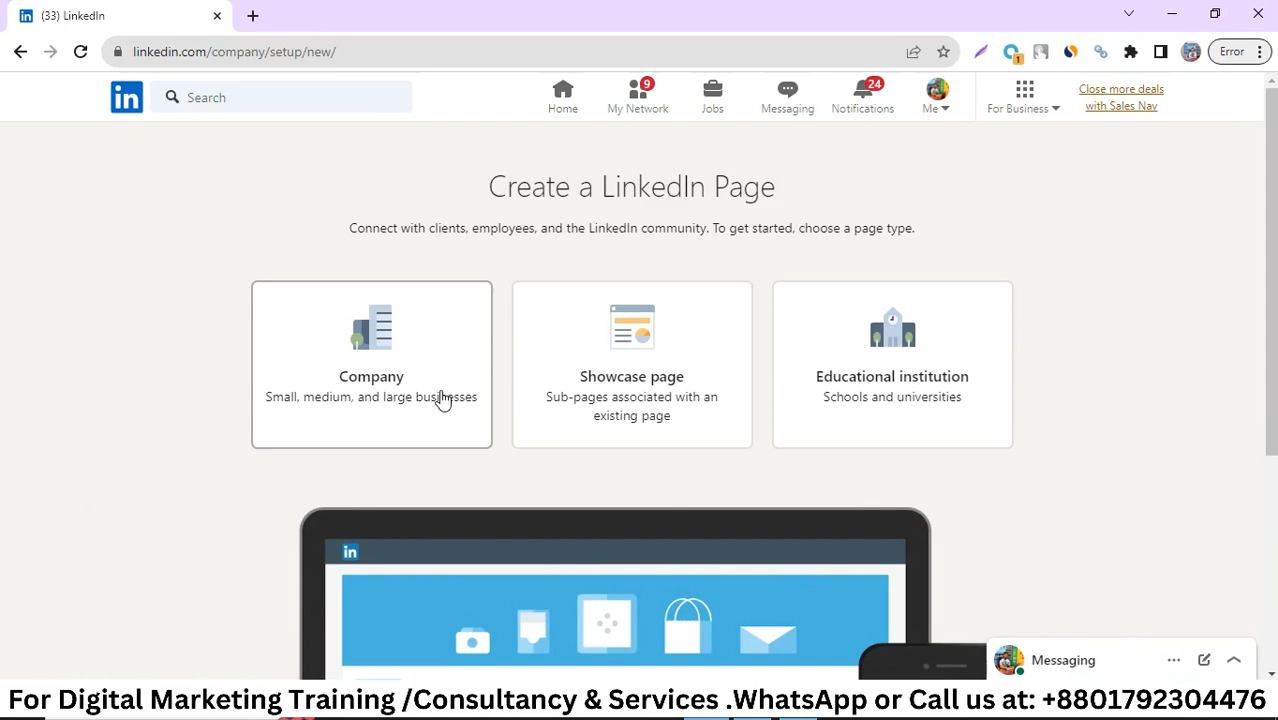 (33) LinkedIn
linkedin.com/company/setup/new/
1
Error
in
Search
9
24
Home
My Network
Jobs
Messaging
Notifications
Me
For Business
Close more deals
with Sales Nav
Create a LinkedIn Page
Connect with clients, employees, and the LinkedIn community. To get started, choose a page type.
Company
Small, medium, and large businesses
Showcase page
Sub-pages associated with an
existing page
Educational institution
Schools and universities
in
Messaging
For Digital Marketing Training /Consultancy & Services .WhatsApp or Call us at: +8801792304476